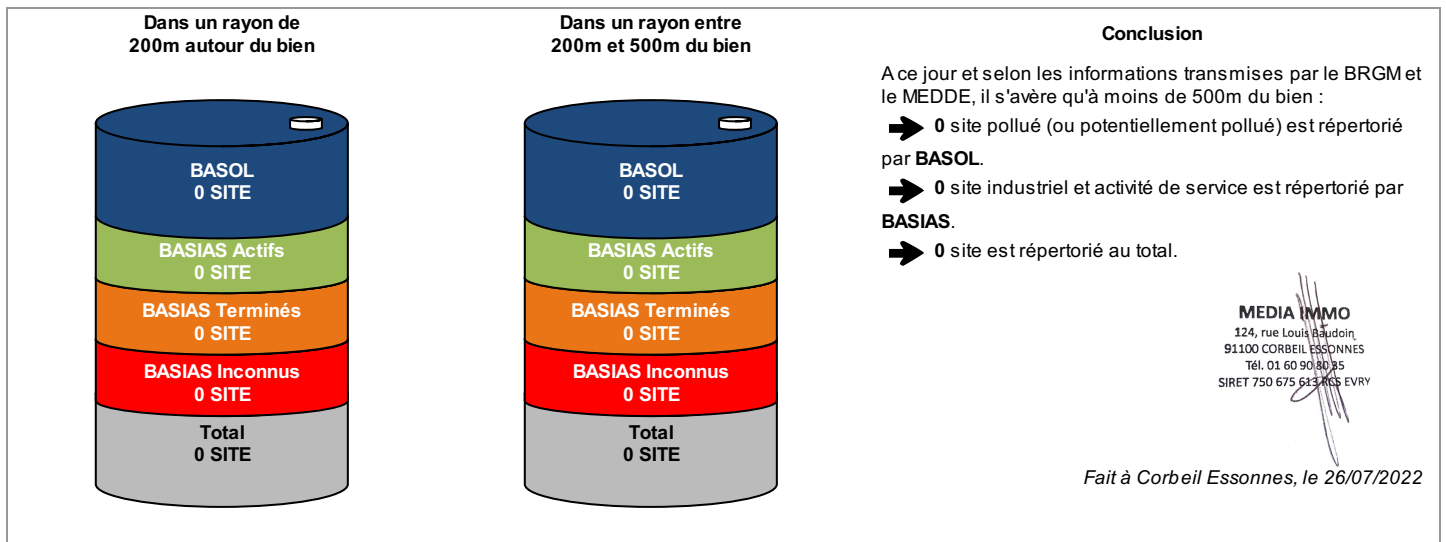 Dans un rayon de
200m autour du bien
BASOL
0 SITE
BASIAS Actifs
0 SITE
BASIAS Terminés
0 SITE
BASIAS Inconnus
0 SITE
Total
0 SITE
Dans un rayon entre
200m et 500m du bien
BASOL
0 SITE
BASIAS Actifs
0 SITE
BASIAS Terminés
0 SITE
BASIAS Inconnus
0 SITE
Total
0 SITE
Conclusion
A ce jour et selon les informations transmises par le BRGM et
le MEDDE, il s'avère qu'à moins de 500m du bien :
0 site pollué (ou potentiellement pollué) est répertorié
par BASOL.
0 site industriel et activité de service est répertorié par
BASIAS.
0 site est répertorié au total.
MEDIA IMMO
124, rue Louis Baudoin
91100 CORBEIL ESSONNES
Tél. 01 60 90 80 85
SIRET 750 675 613 RCS EVRY
Fait à Corbeil Essonnes, le 26/07/2022